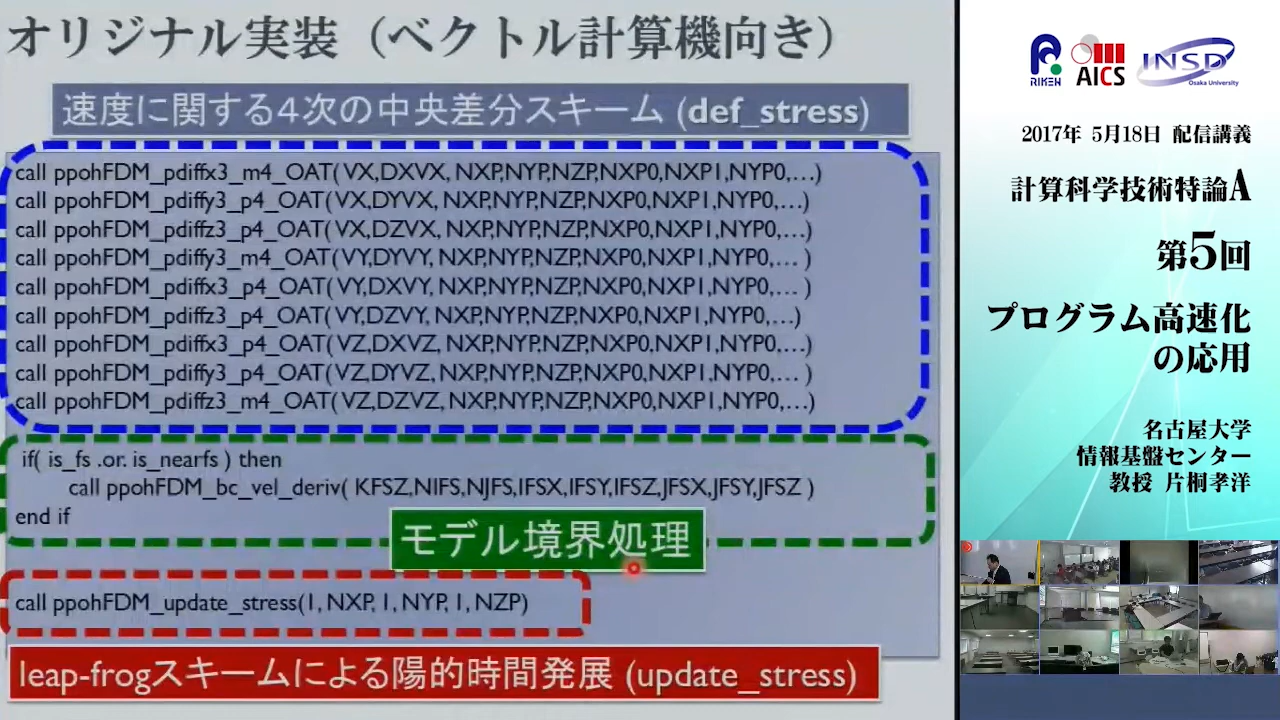 オリジナル実装（ベクトル計算機向き）
速度に関する4次の中央差分スキーム (def_stress)
call ppohFDM_pdiffx3_m4_OAT( VX,DXVX, NXP,NYP,NZP,NXP0,NXP1,NYP0,…)
call ppohFDM_pdiffy3_p4_OAT( VX,DYVX, NXP,NYP,NZP,NXP0,NXP1,NYP0,…)
call ppohFDM_pdiffz3_p4_OAT( VX,DZVX, NXP,NYP,NZP,NXP0,NXP1,NYP0,…)
call ppohFDM_pdiffy3_m4_OAT( VY,DYVY, NXP,NYP,NZP,NXP0,NXP1,NYP0,… )
call ppohFDM_pdiffx3_p4_OAT( VY,DXVY, NXP,NYP,NZP,NXP0,NXP1,NYP0,… )
call ppohFDM_pdiffz3_p4_OAT( VY,DZVY, NXP,NYP,NZP,NXP0,NXP1,NYP0,…)
call ppohFDM_pdiffx3_p4_OAT( VZ,DXVZ, NXP,NYP,NZP,NXP0,NXP1,NYP0,…)
call ppohFDM_pdiffy3_p4_OAT( VZ,DYVZ, NXP,NYP,NZP,NXP0,NXP1,NYP0,… )
call ppohFDM_pdiffz3_m4_OAT( VZ,DZVZ, NXP,NYP,NZP,NXP0,NXP1,NYP0,…)
if( is_fs .or. is_nearfs ) then
call ppohFDM_bc_vel_deriv( KFSZ,NIFS,NJFS,IFSX,IFSY,IFSZ,JFSX,JFSY,JFSZ )
end if
モデル境界処理
call ppohFDM_update_stress(1, NXP, 1, NYP, 1, NZP)
leap-frogスキームによる陽的時間発展 (update_stress)
RIKEN
AICS
INSD
Osaka University
2017年 5月18日 配信講義
計算科学技術特論A
第5回
プログラム高速化
の応用
名古屋大学
情報基盤センター
教授 片桐孝洋